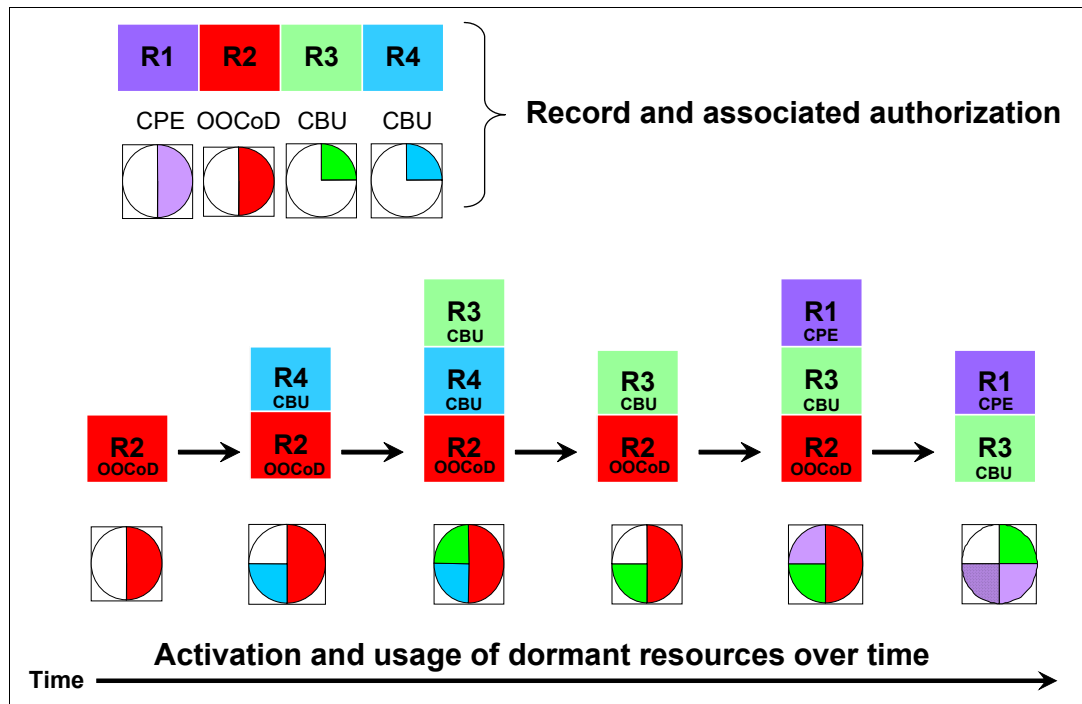 R1 R2 R3 R4
Record and associated authorization
CPE OOCoD CBU CBU
R3
CBU
R1
CPE
R4
CBU
R4
CBU
R3
CBU
R3
CBU
R1
CPE
R2
OOCoD
R2
OOCoD
R2
OOCoD
R2
OOCoD
R2
OOCoD
R3
CBU
Activation and usage of dormant resources over time
Time